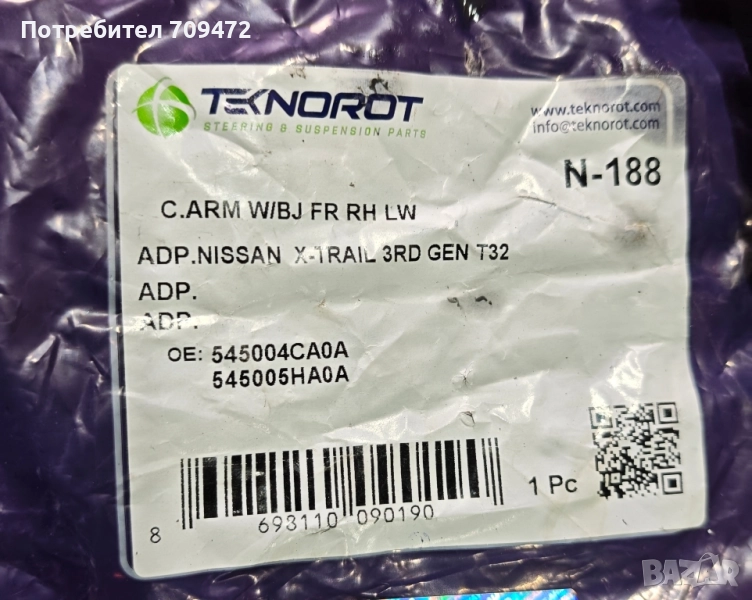 Потребител 709472
TEKNOROT
STEERING & SUSPENSION PARTS
www.teknorot.com
info@teknorot.com
N-188
C.ARM W/BJ FR RH LW
ADP.NISSAN X-TRAIL 3RD GEN T32
ADP.
ADP.
OE: 545004CA0A
545005HA0A
1 Pc
8 693110 090190
BAZAR